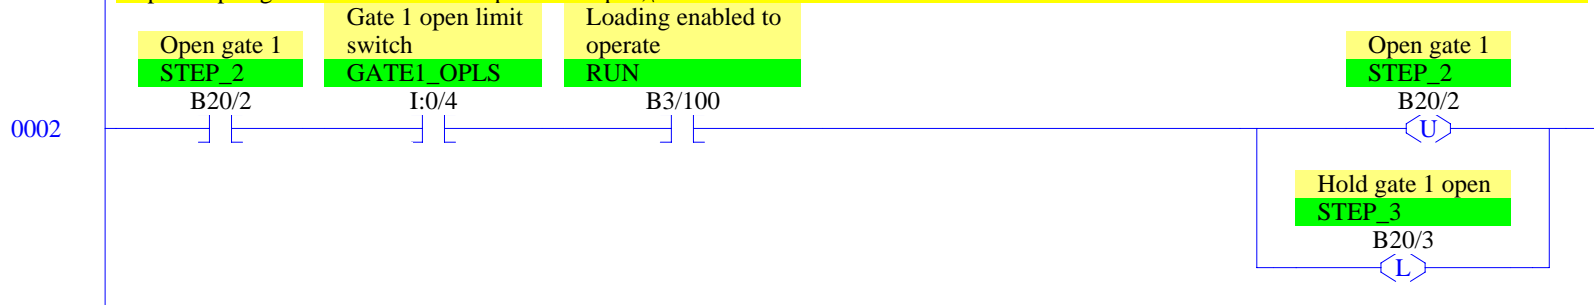 Gate 1 open limit
Loading enabled to
Open gate 1
switch
operate
Open gate 1
STEP_2
GATE1_OPLS
RUN
STEP_2
B20/2
I:0/4
B3/100
B20/2
0002
U
Hold gate 1 open
STEP_3
B20/3
L